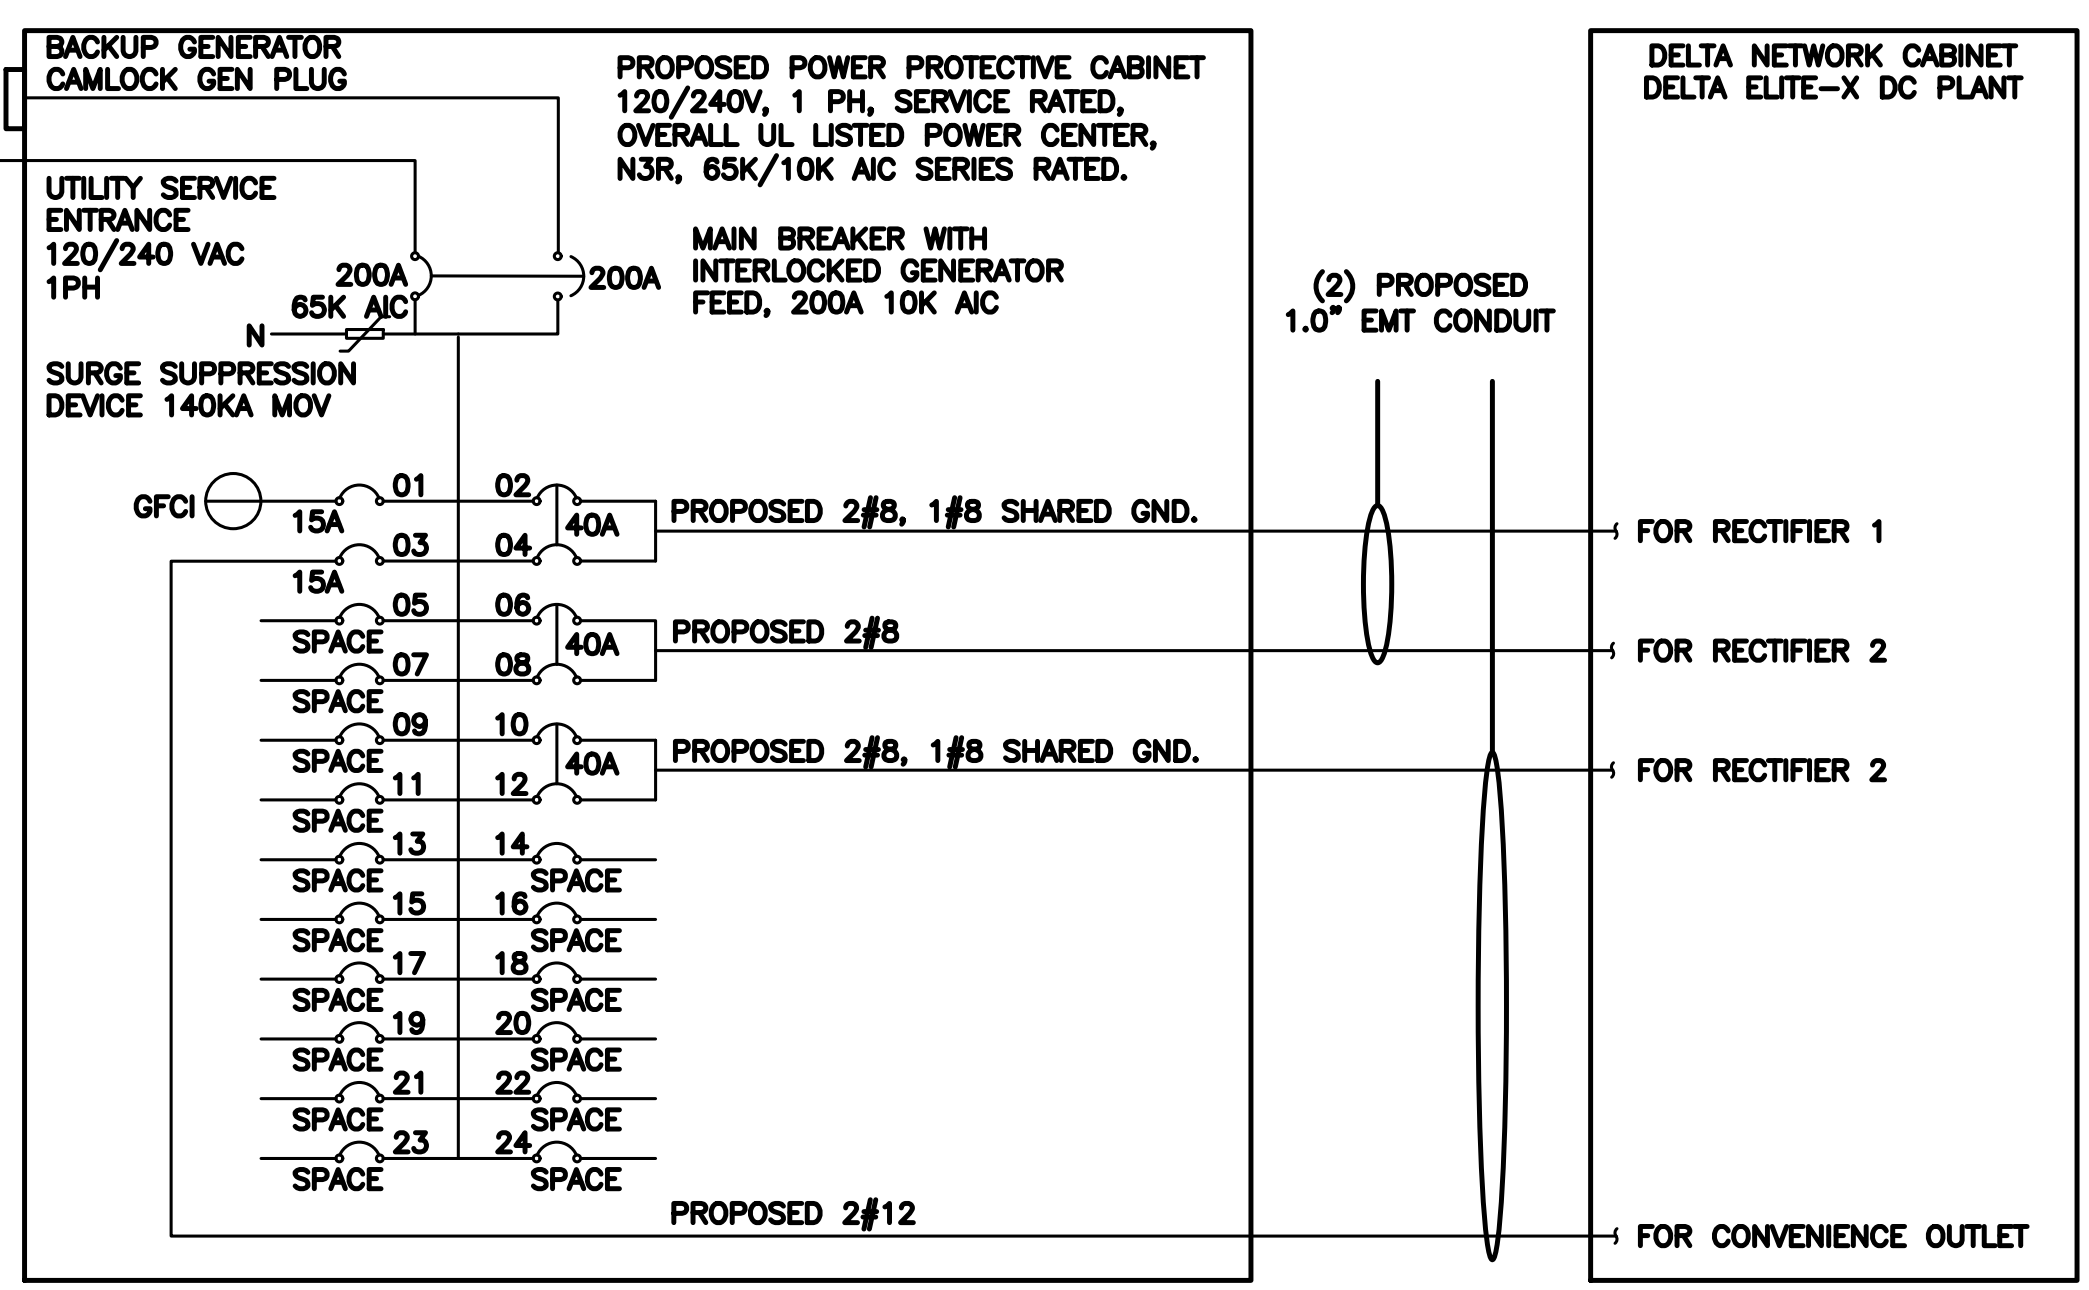 BACKUP GENERATOR
CAMLOCK GEN PLUG
PROPOSED POWER PROTECTIVE CABINET
120/240V, 1 PH, SERVICE RATED,
OVERALL UL LISTED POWER CENTER,
N3R, 65K/10K AIC SERIES RATED.
DELTA NETWORK CABINET
DELTA ELITE-X DC PLANT
UTILITY SERVICE
ENTRANCE
120/240 VAC
1PH
200A
65K AIC
200A
MAIN BREAKER WITH
INTERLOCKED GENERATOR
FEED, 200A 10K AIC
(2) PROPOSED
1.0" EMT CONDUIT
N
SURGE SUPPRESSION
DEVICE 140KA MOV
GFCI
01
02
15A
40A
PROPOSED 2#8, 1#8 SHARED GND.
FOR RECTIFIER 1
03
04
15A
05
06
SPACE
40A
PROPOSED 2#8
FOR RECTIFIER 2
07
08
SPACE
09
10
SPACE
40A
PROPOSED 2#8, 1#8 SHARED GND.
FOR RECTIFIER 2
11
12
SPACE
13
14
SPACE
SPACE
15
16
SPACE
SPACE
17
18
SPACE
SPACE
19
20
SPACE
SPACE
21
22
SPACE
SPACE
23
24
SPACE
SPACE
PROPOSED 2#12
FOR CONVENIENCE OUTLET